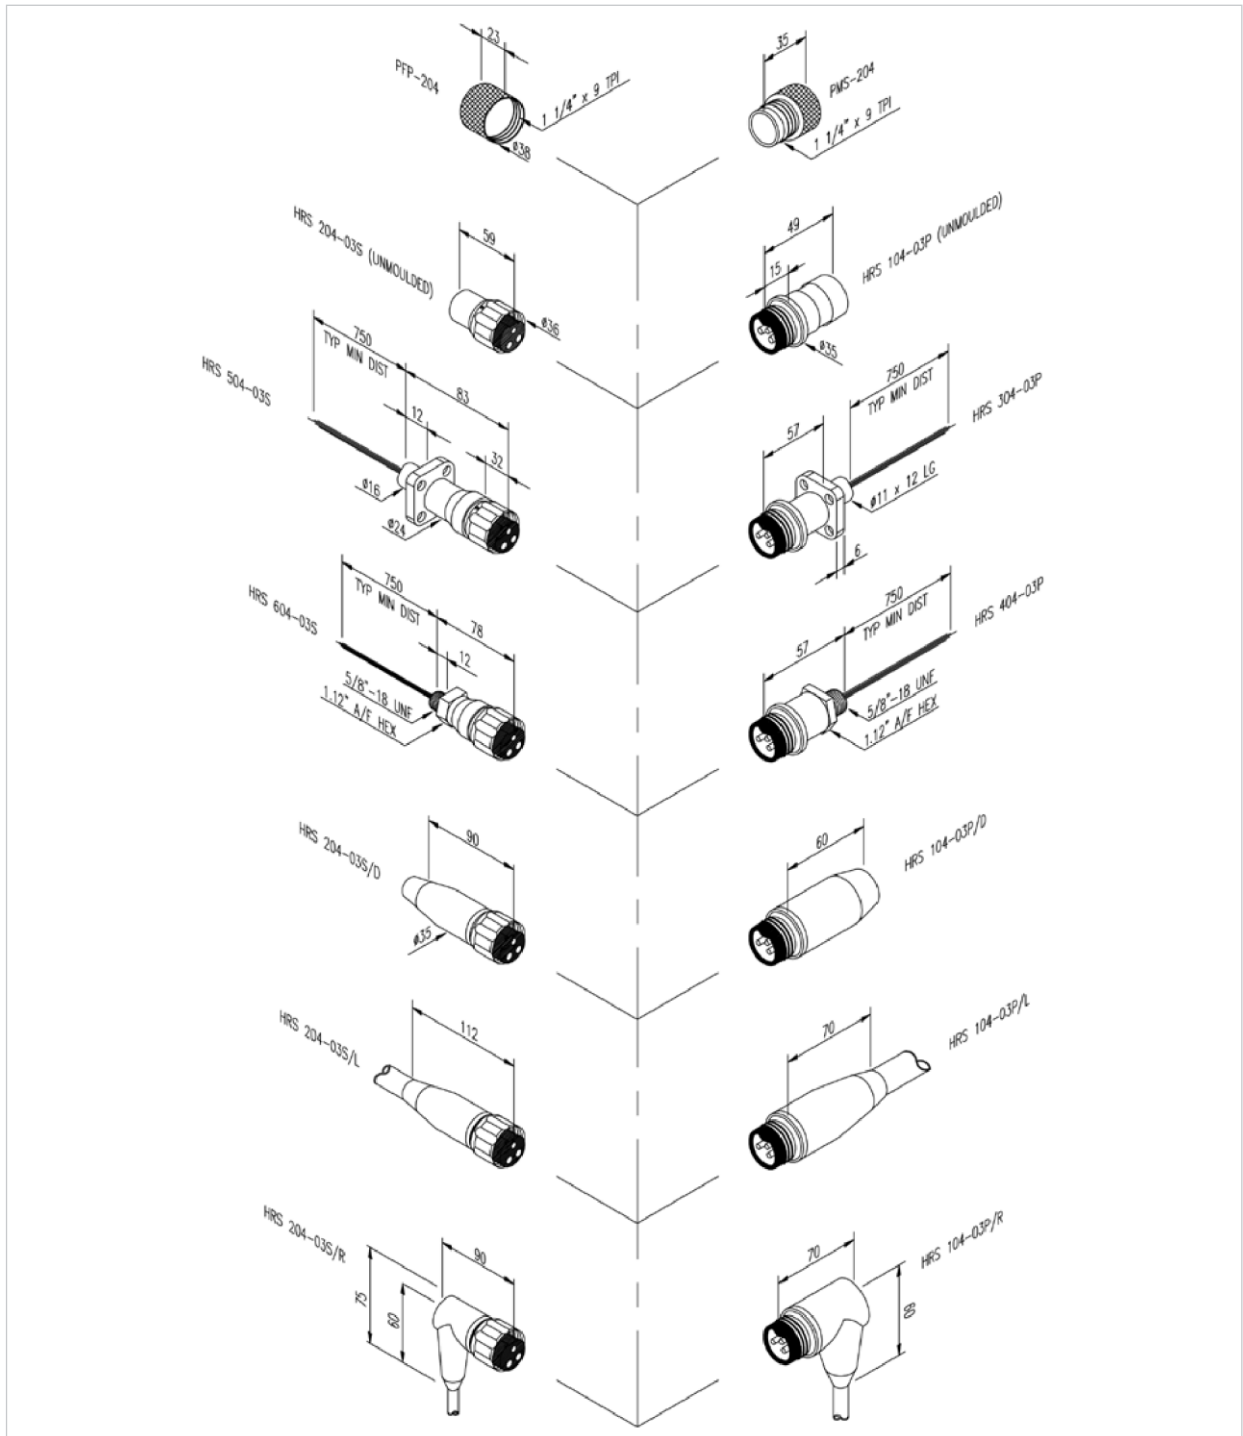 23
PFP-204
1 1/4" x 9 TPI
ø38
35
PMS-204
1 1/4" x 9 TPI
HRS 204-03S (UNMOULDED)
59
ø36
49
15
HRS 104-03P (UNMOULDED)
ø35
HRS 504-03S
750
TYP MIN DIST
83
12
32
ø16
ø24
750
TYP MIN DIST
HRS 304-03P
57
ø11 x 12 LG
6
HRS 604-03S
750
TYP MIN DIST
78
12
5/8"-18 UNF
1.12" A/F HEX
750
TYP MIN DIST
HRS 404-03P
57
5/8"-18 UNF
1.12" A/F HEX
HRS 204-03S/D
90
ø35
60
HRS 104-03P/D
HRS 204-03S/L
112
70
HRS 104-03P/L
HRS 204-03S/R
90
75
60
70
HRS 104-03P/R
60